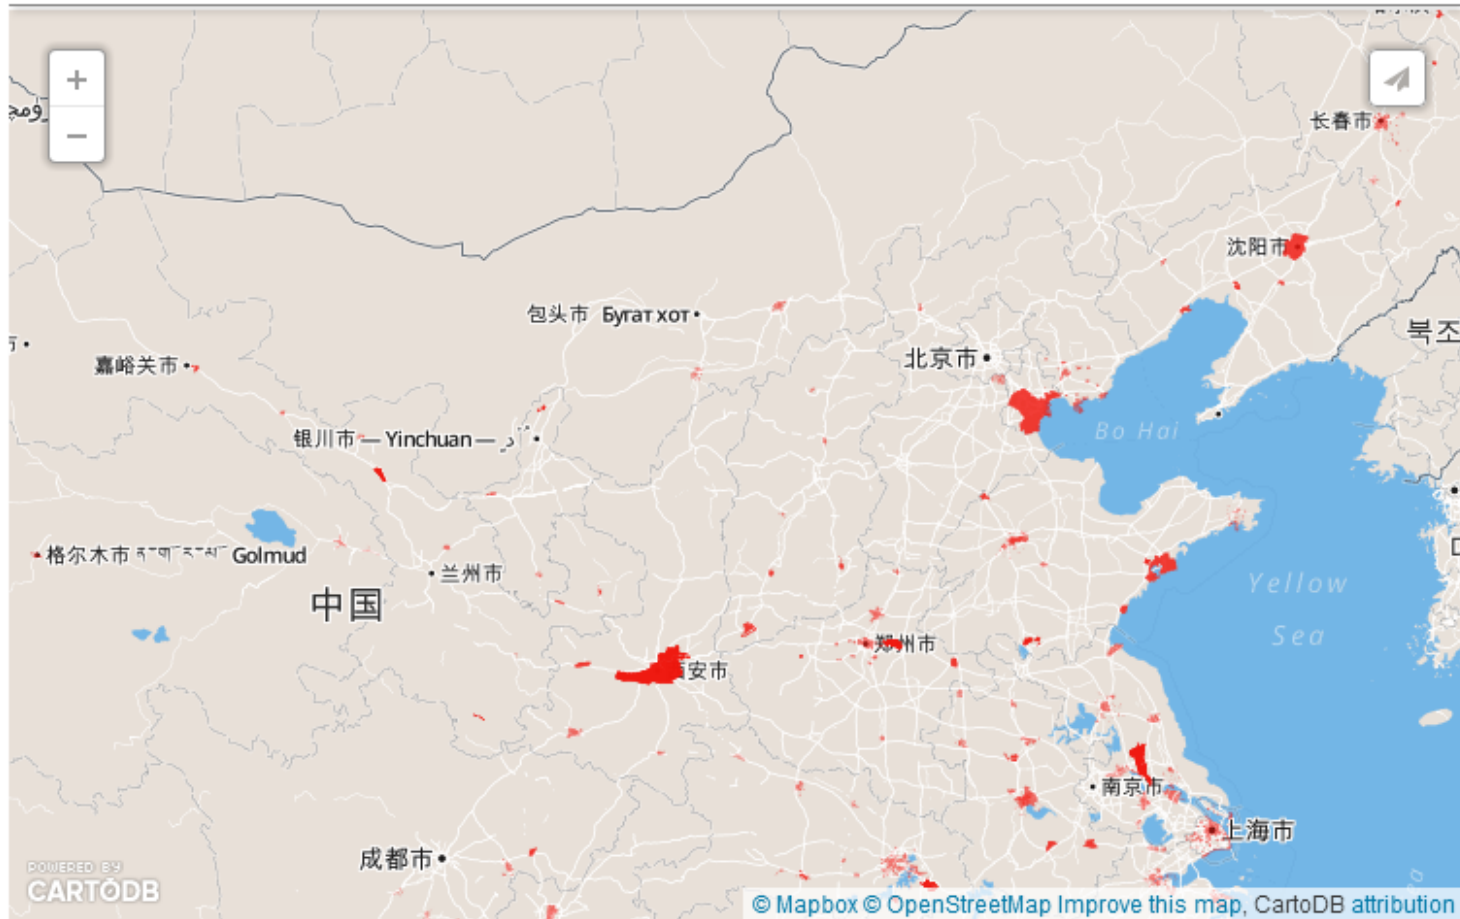 +
−
长春市
沈阳市
包头市 Бугат хот
北조
嘉峪关市
北京市
银川市 — Yinchuan —
Bo Hai
格尔木市 Golmud
兰州市
中国
Yellow
Sea
郑州市
西安市
南京市
上海市
成都市
POWERED BY
CARTODB
© Mapbox © OpenStreetMap Improve this map, CartoDB attribution